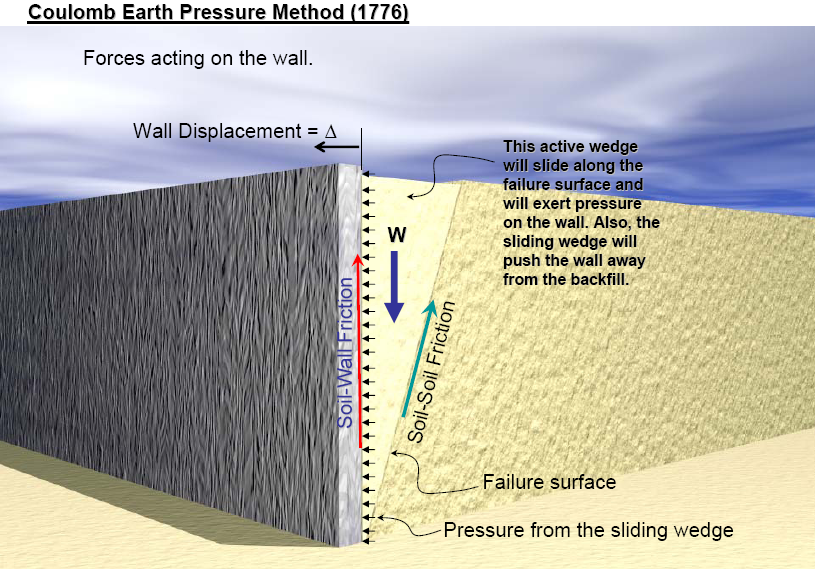 Coulomb Earth Pressure Method (1776)
Forces acting on the wall.
Wall Displacement = Δ
This active wedge
will slide along the
failure surface and
will exert pressure
on the wall. Also, the
sliding wedge will
push the wall away
from the backfill.
W
Soil-Wall Friction
Soil-Soil Friction
Failure surface
Pressure from the sliding wedge